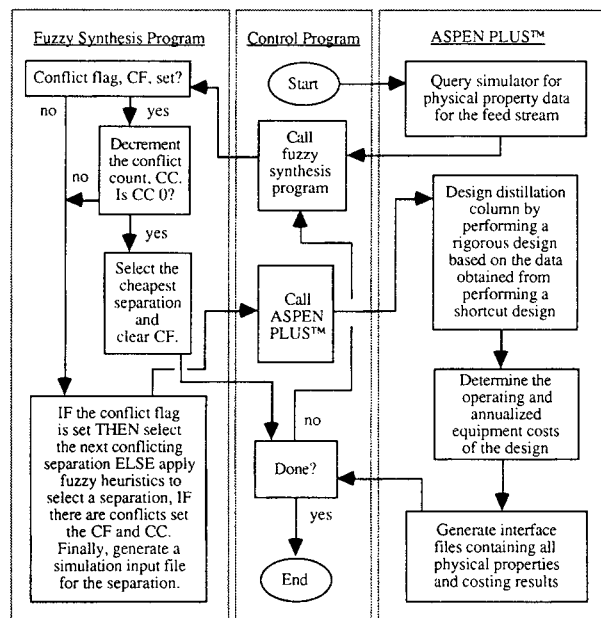 Fuzzy Synthesis Program
Conflict flag, CF, set?
no
yes
Decrement
the conflict
count, CC.
Is CC 0?
no
yes
Select the
cheapest
separation
and
clear CF.
IF the conflict flag
is set THEN select
the next conflicting
separation ELSE apply
fuzzy heuristics to
select a separation, IF
there are conflicts set
the CF and CC.
Finally, generate a
simulation input file
for the separation.
Control Program
Start
Call
fuzzy
synthesis
program
Call
ASPEN
PLUS™
no
Done?
yes
End
ASPEN PLUS™
Query simulator for
physical property data
for the feed stream
Design distillation
column by
performing a
rigorous design
based on the data
obtained from
performing a
shortcut design
Determine the
operating and
annualized
equipment costs
of the design
Generate interface
files containing all
physical properties
and costing results